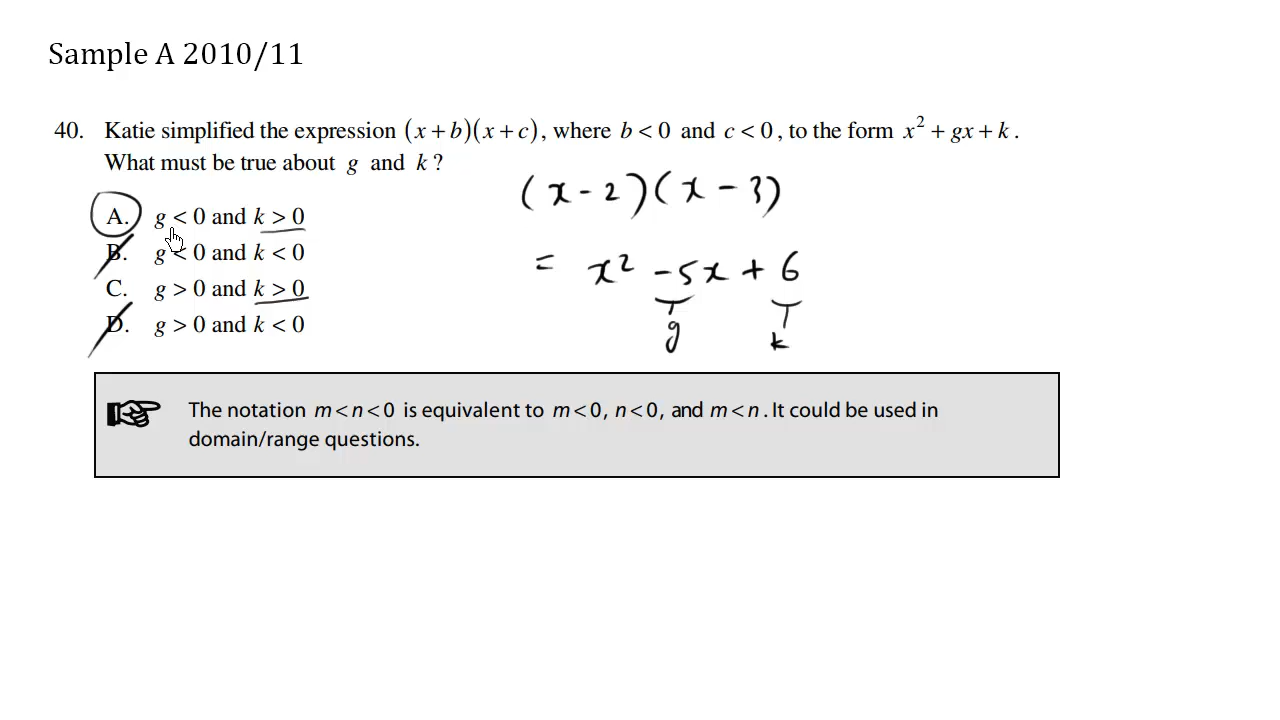 Sample A 2010/11
40. Katie simplified the expression (x + b)(x + c), where b < 0 and c < 0, to the form x² + gx + k.
What must be true about g and k?
(x - 2)(x - 3)
A. g < 0 and k > 0
B. g < 0 and k < 0
= x² - 5x + 6
C. g > 0 and k > 0
D. g > 0 and k < 0
g k
The notation m < n < 0 is equivalent to m < 0, n < 0, and m < n. It could be used in
domain/range questions.